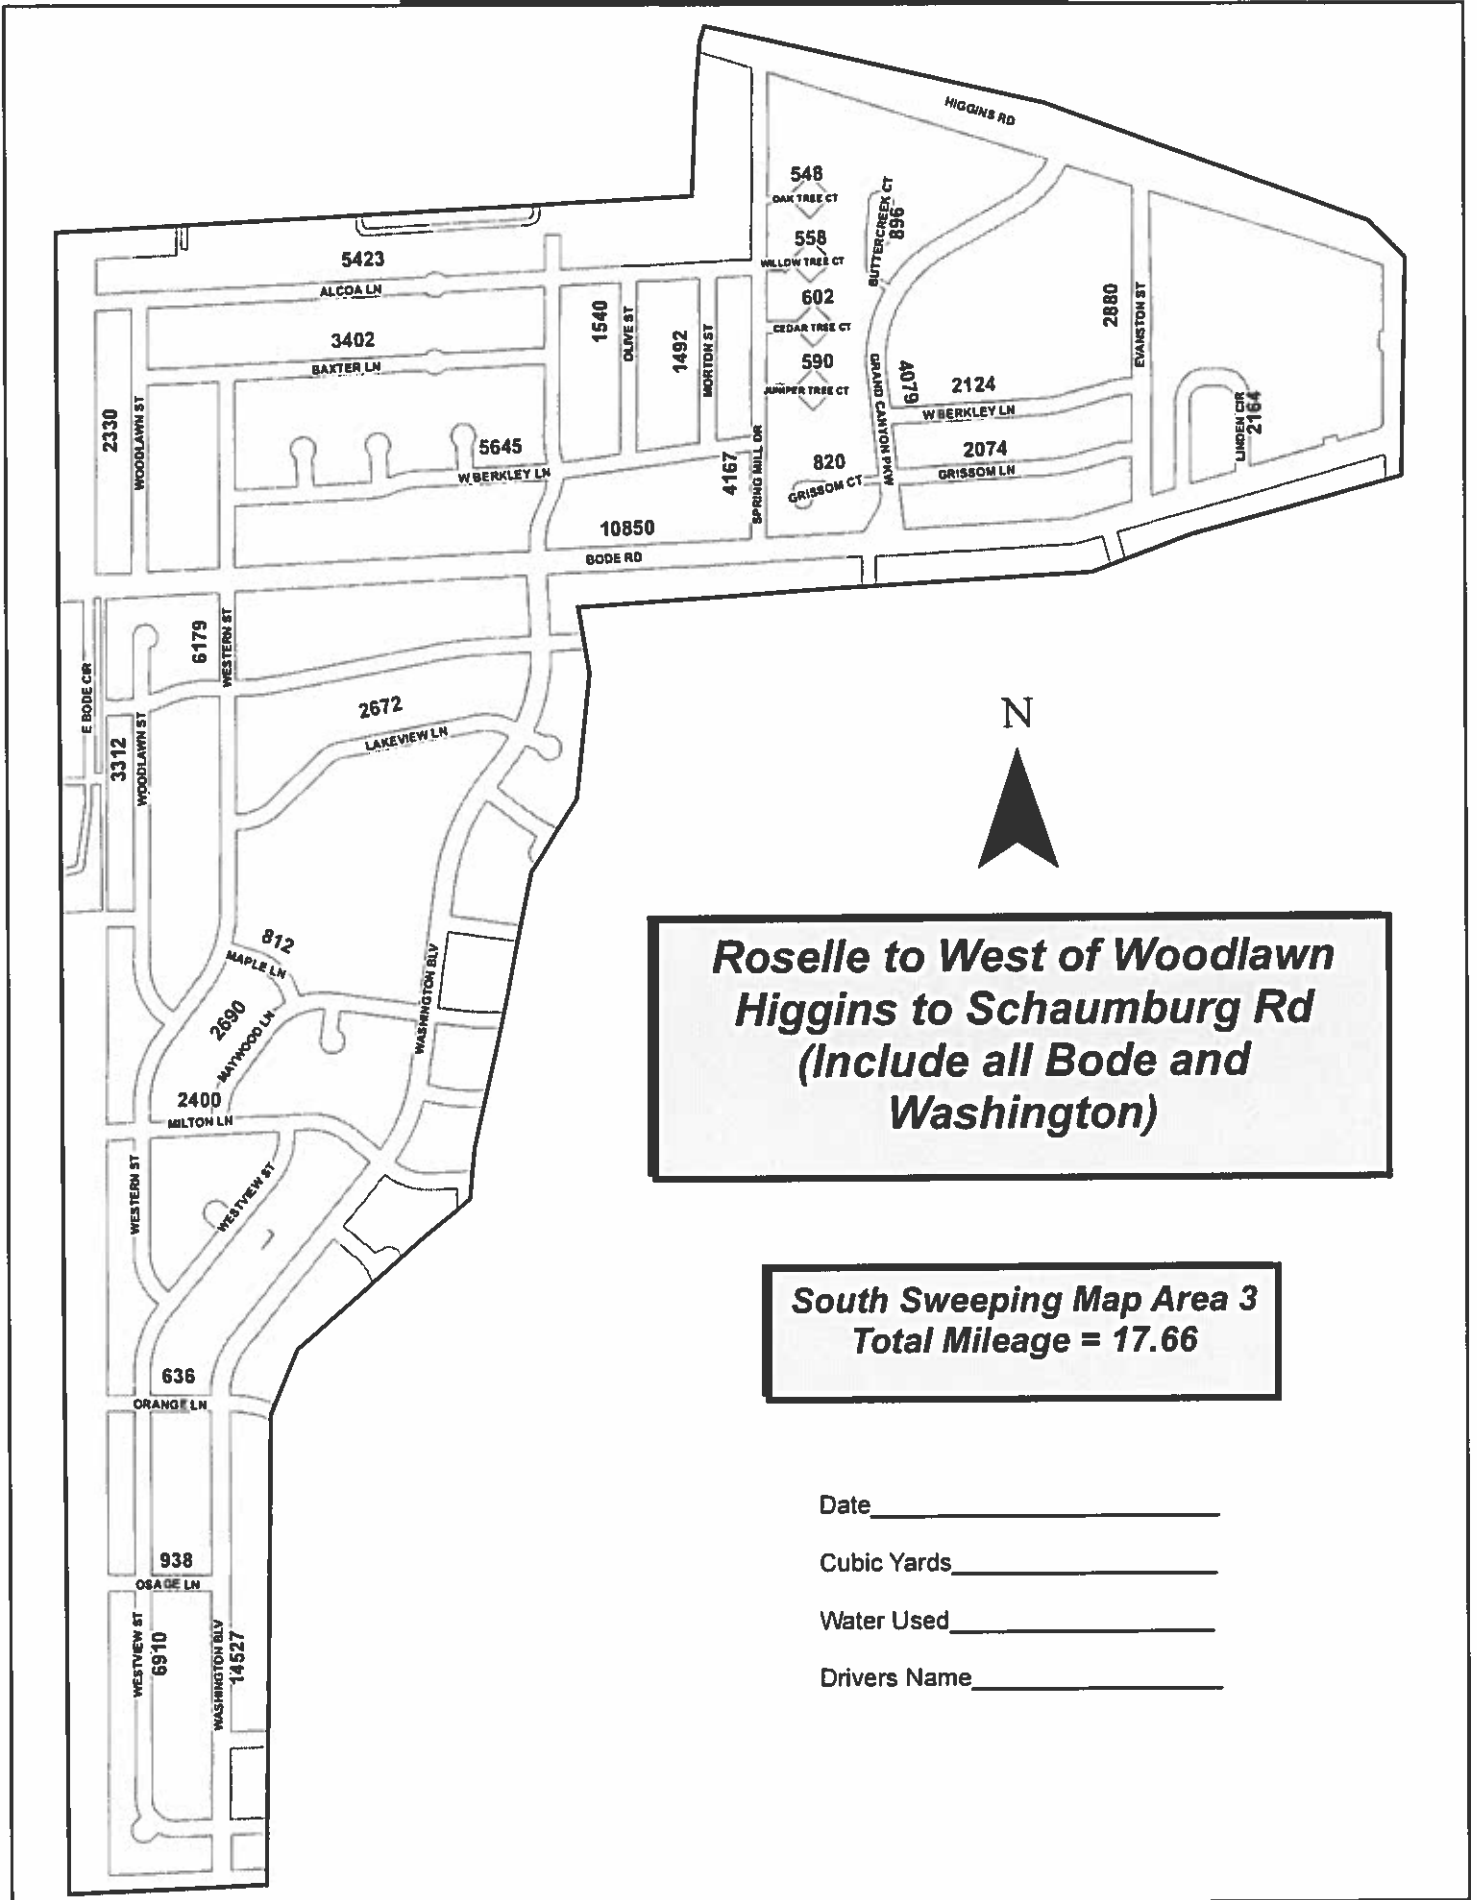 HIGGINS RD
548
OAK TREE CT
BUTTERCREEK CT
896
558
WILLOW TREE CT
5423
ALCOA LN
602
CEDAR TREE CT
2880
EVANSTON ST
1540
OLIVE ST
1492
MORTON ST
3402
BAXTER LN
590
JUNIPER TREE CT
GRAND CANYON PKW
4079
2124
W BERKLEY LN
2330
WOODLAWN ST
LINDEN CIR
2164
5645
W BERKLEY LN
4167
SPRING MILL DR
820
GRISSOM CT
2074
GRISSOM LN
10850
BODE RD
6179
WESTERN ST
E BODE CIR
2672
LAKEVIEW LN
3312
WOODLAWN ST
N
812
MAPLE LN
WASHINGTON BLV
2690
MAYWOOD LN
2400
MILTON LN
WESTERN ST
WESTVIEW ST
Roselle to West of Woodlawn
Higgins to Schaumburg Rd
(Include all Bode and
Washington)
South Sweeping Map Area 3
Total Mileage = 17.66
636
ORANGE LN
938
OSAGE LN
WESTVIEW ST
6910
WASHINGTON BLV
14527
Date
Cubic Yards
Water Used
Drivers Name